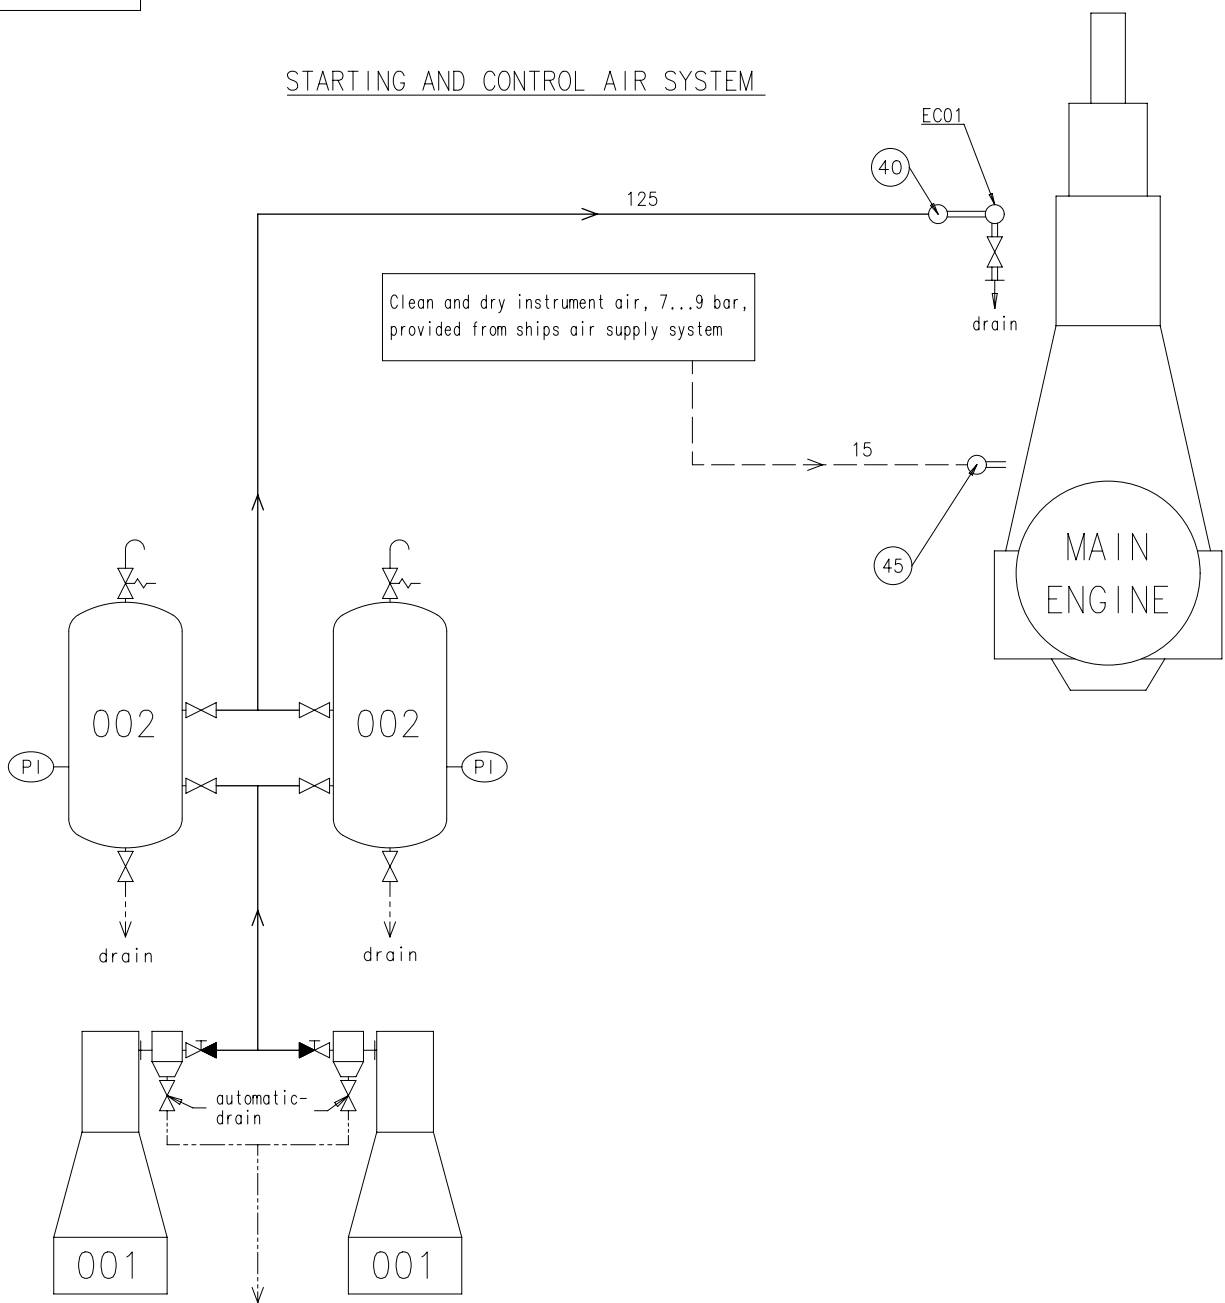 STARTING AND CONTROL AIR SYSTEM
EC01
40
125
Clean and dry instrument air, 7...9 bar,
provided from ships air supply system
drain
15
45
MAIN
ENGINE
002
002
PI
PI
drain
drain
automatic-
drain
001
001